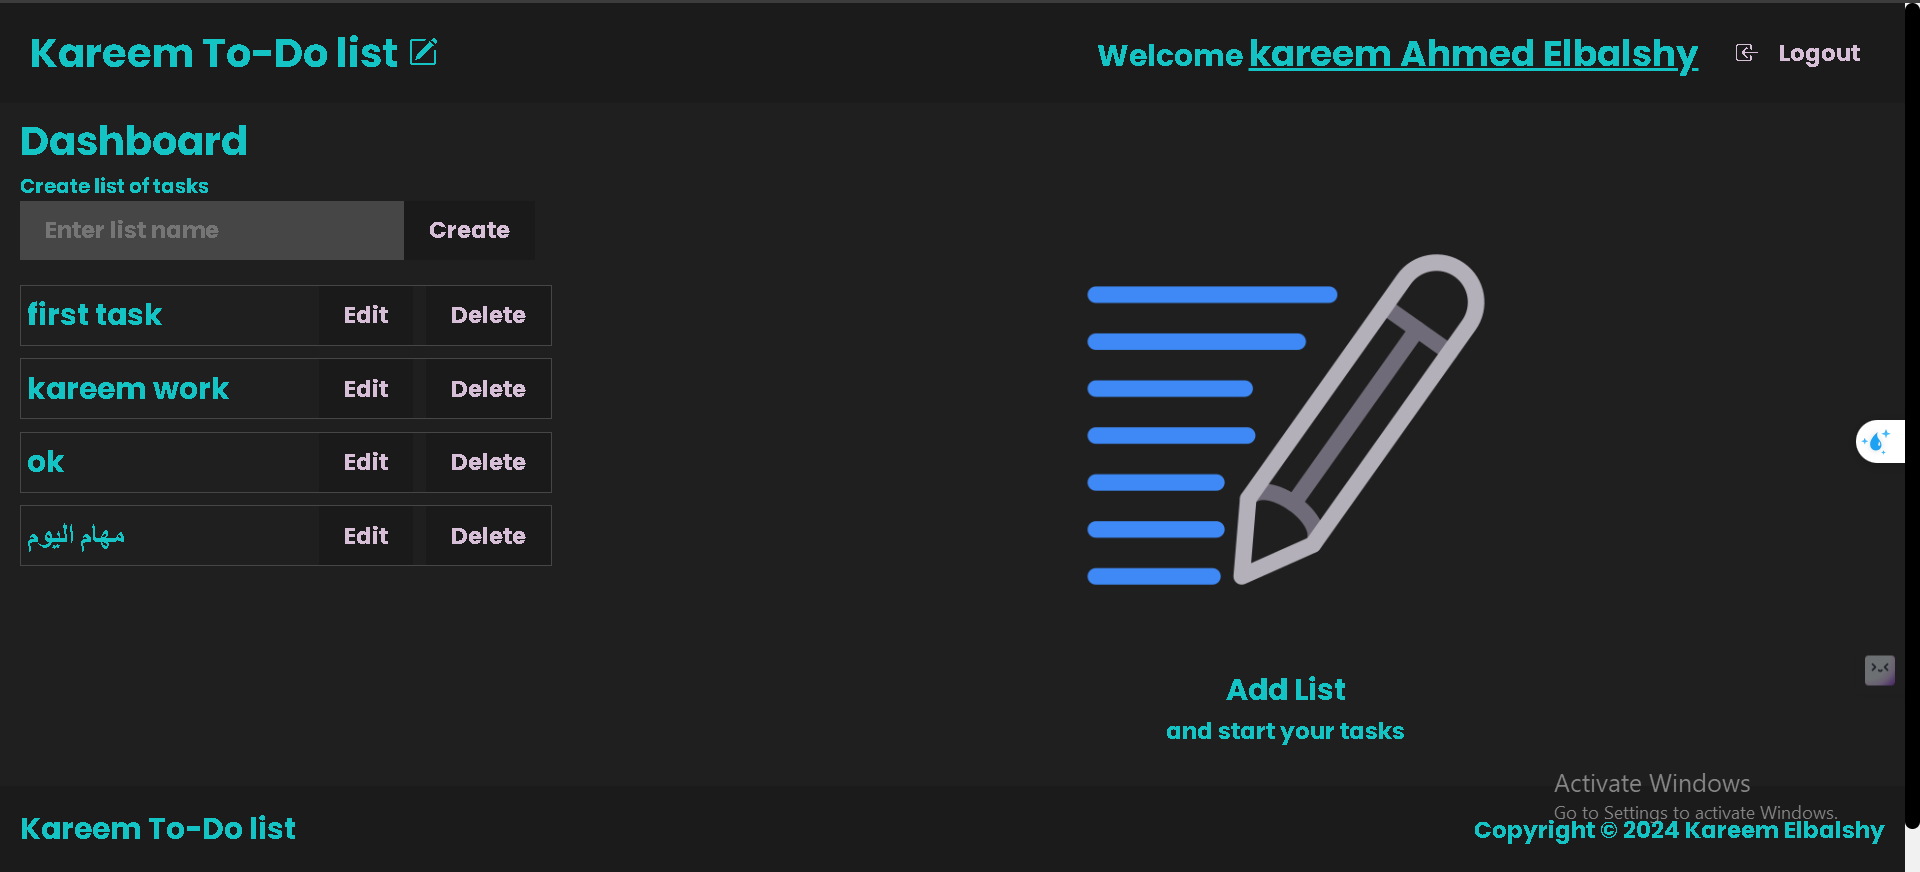 Kareem To-Do list
Welcome kareem Ahmed Elbalshy
Logout
Dashboard
Create list of tasks
Enter list name
Create
first task
Edit
Delete
kareem work
Edit
Delete
ok
Edit
Delete
مهام اليوم
Edit
Delete
Add List
and start your tasks
Activate Windows
Go to Settings to activate Windows.
Kareem To-Do list
Copyright © 2024 Kareem Elbalshy